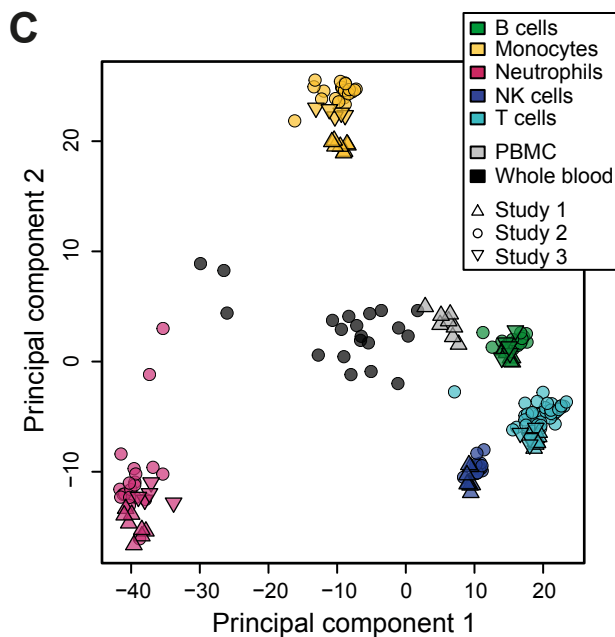 C
B cells
Monocytes
Neutrophils
NK cells
T cells
PBMC
Whole blood
Study 1
Study 2
Study 3
Principal component 2
20
10
0
−10
−40
−30
−20
−10
0
10
20
Principal component 1